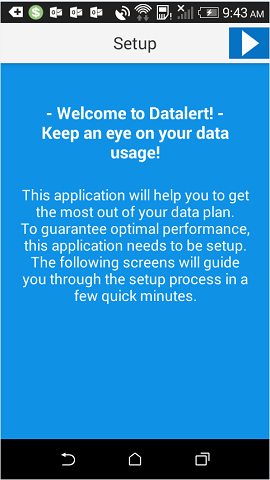 9:43 AM
Setup
- Welcome to Datalert! -
Keep an eye on your data
usage!
This application will help you to get
the most out of your data plan.
To guarantee optimal performance,
this application needs to be setup.
The following screens will guide
you through the setup process in a
few quick minutes.